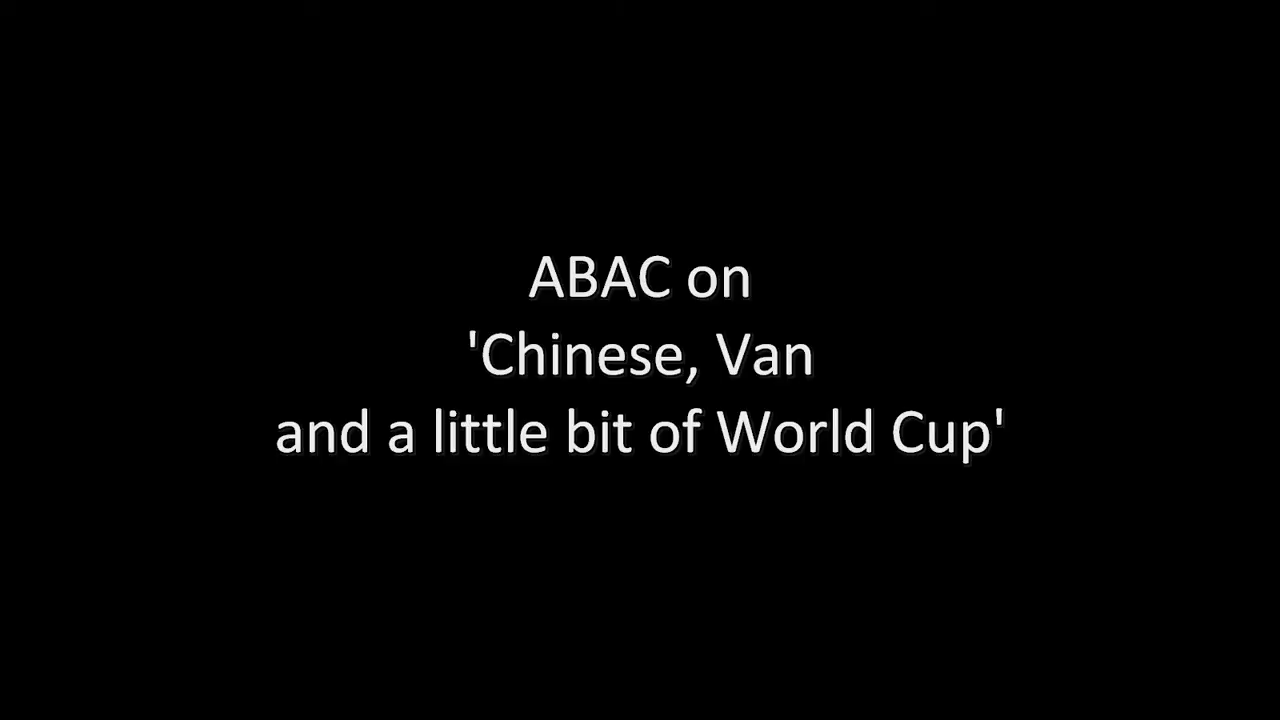 ABAC on
'Chinese, Van
and a little bit of World Cup'